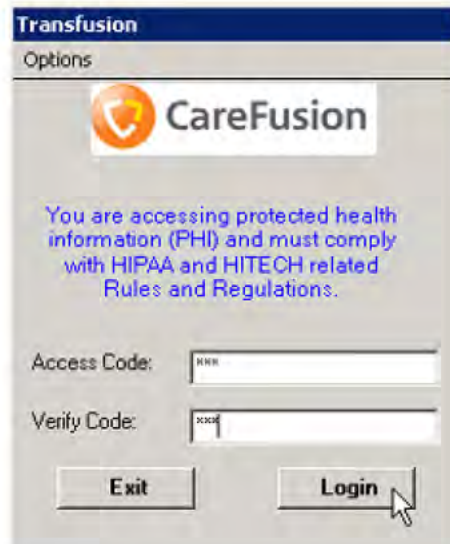 Transfusion
Options
CareFusion
You are accessing protected health
information (PHI) and must comply
with HIPAA and HITECH related
Rules and Regulations.
Access Code: ***
Verify Code: ***
Exit Login